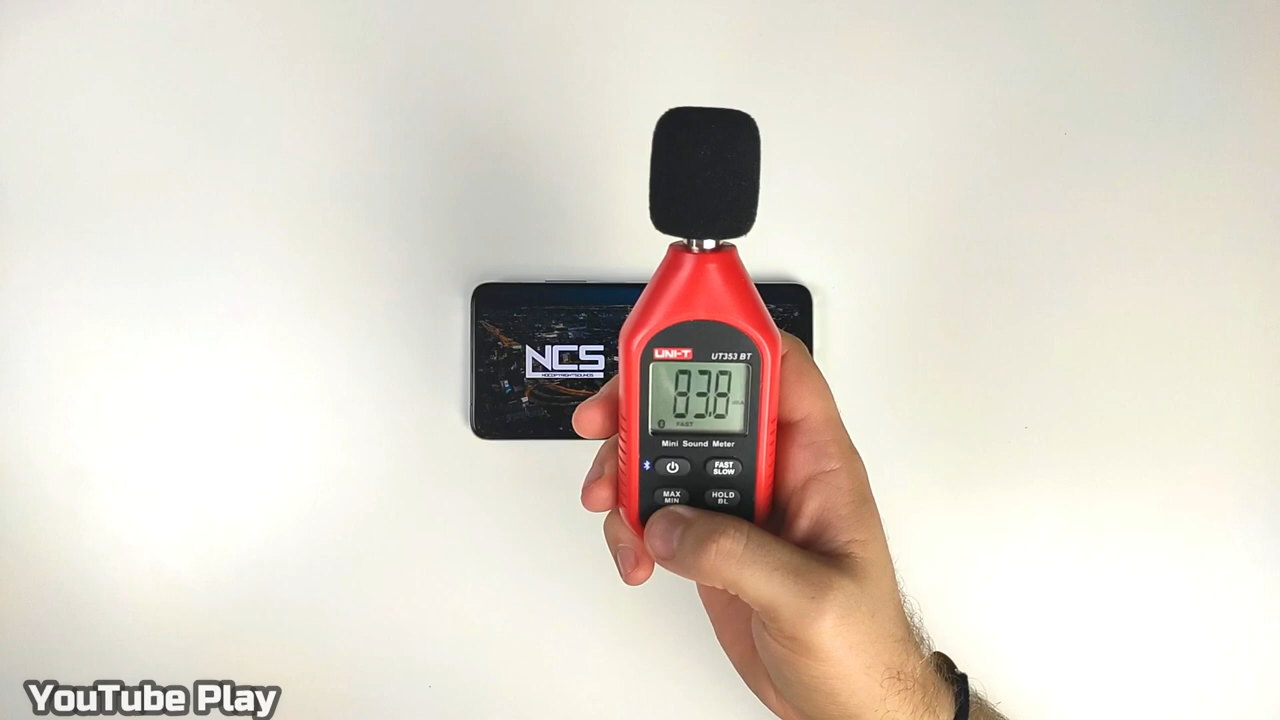 NCS
NOCOPYRIGHTSOUNDS
UNI-T
UT353 BT
83.8
dBA
FAST
Mini Sound Meter
FAST
SLOW
MAX
MIN
HOLD
BL
YouTube Play